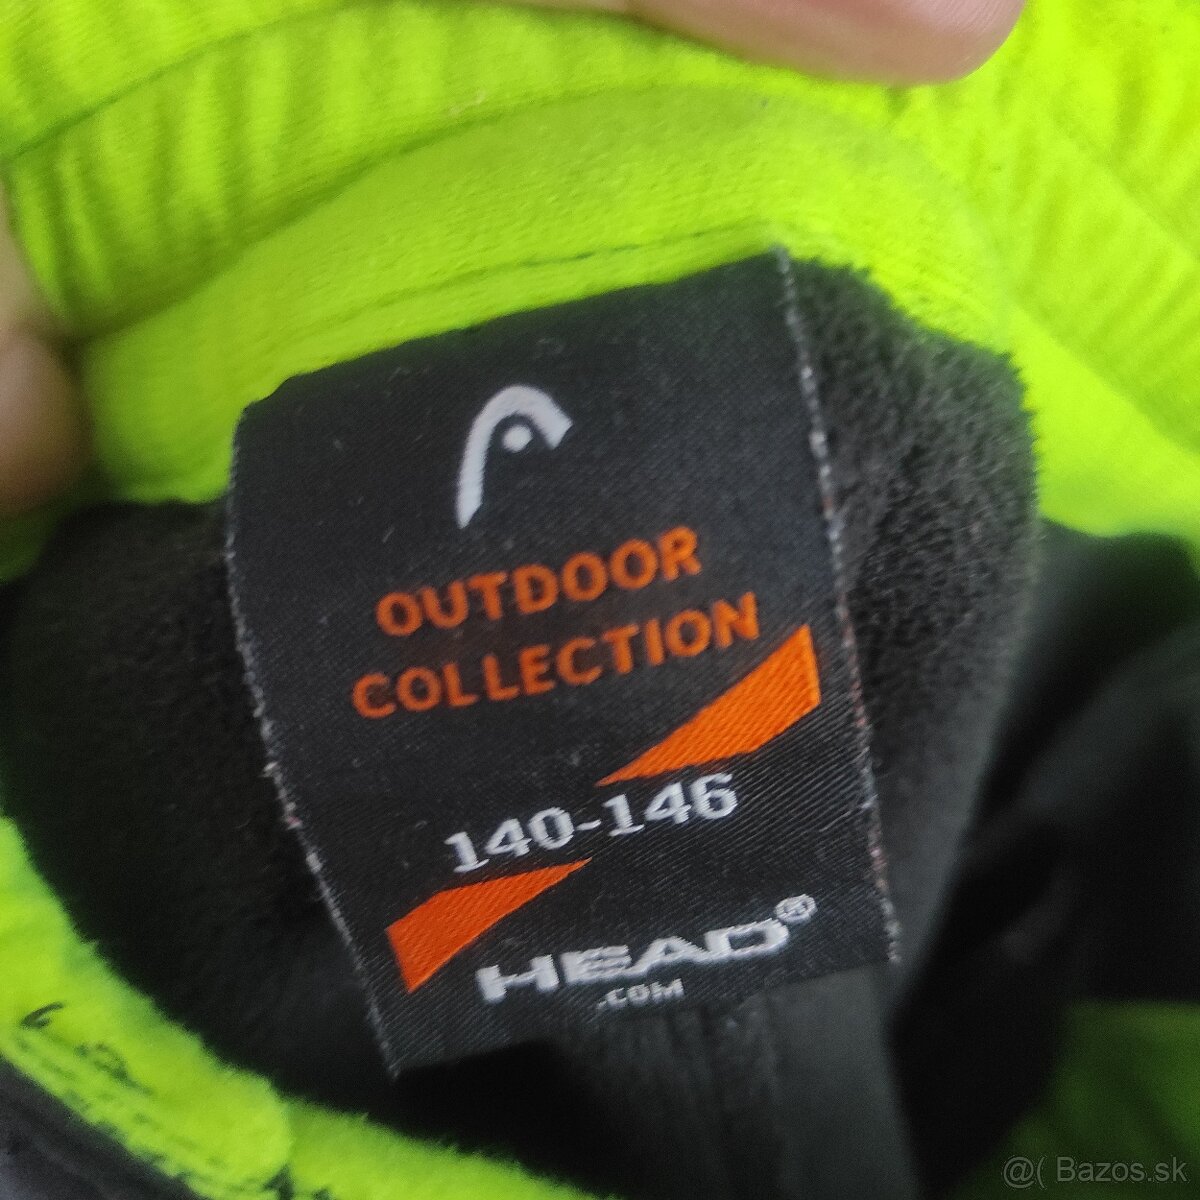 OUTDOOR
COLLECTION
140-146
HEAD®
.COM
@( Bazos.sk